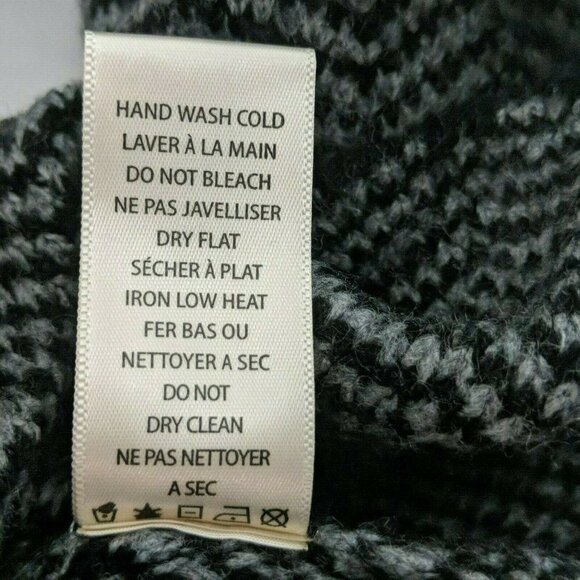 HAND WASH COLD
LAVER À LA MAIN
DO NOT BLEACH
NE PAS JAVELLISER
DRY FLAT
SÉCHER À PLAT
IRON LOW HEAT
FER BAS OU
NETTOYER A SEC
DO NOT
DRY CLEAN
NE PAS NETTOYER
A SEC